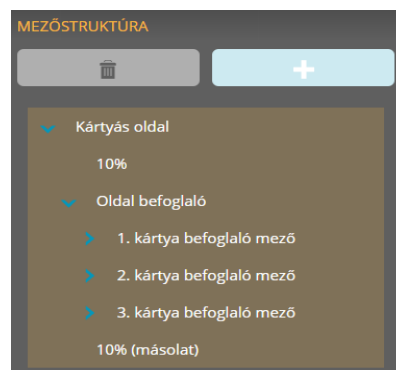 MEZŐSTRUKTÚRA
Kártyás oldal
10%
Oldal befoglaló
1. kártya befoglaló mező
2. kártya befoglaló mező
3. kártya befoglaló mező
10% (másolat)